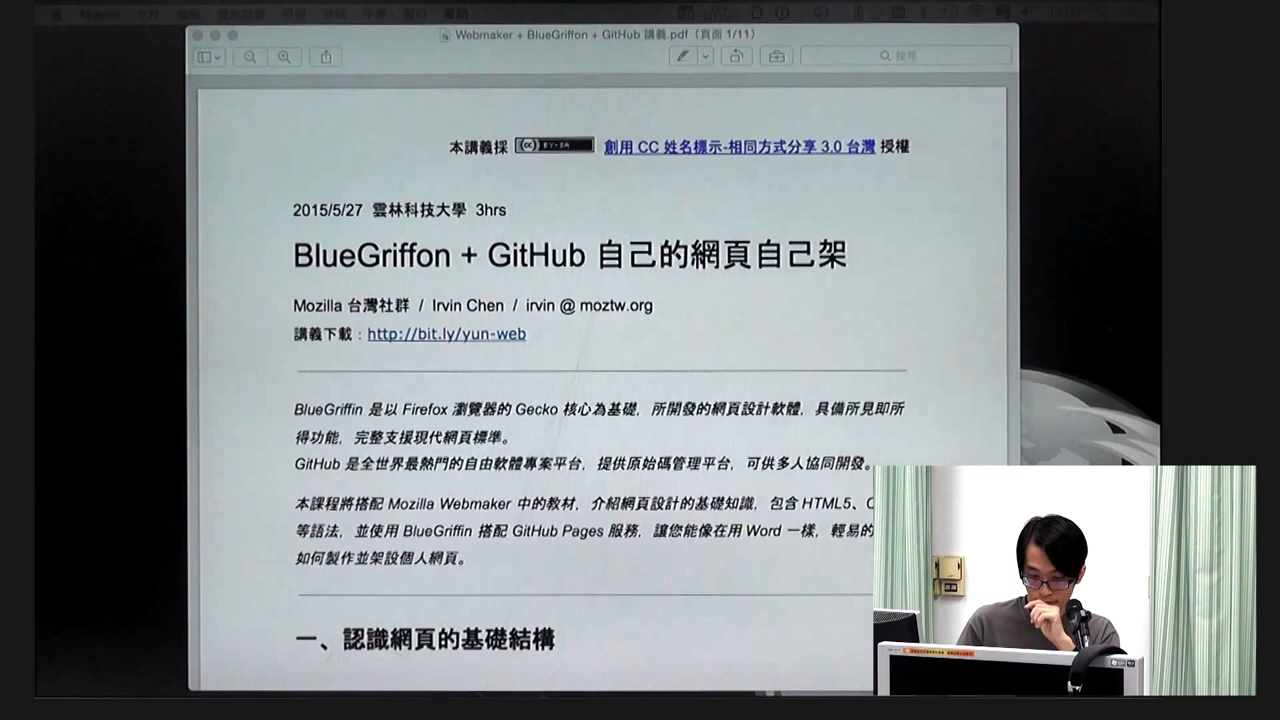 Webmaker + BlueGriffon + GitHub 講義.pdf（頁面 1/11）
搜尋
本講義採 BY-SA 創用 CC 姓名標示-相同方式分享 3.0 台灣 授權
2015/5/27 雲林科技大學 3hrs
BlueGriffon + GitHub 自己的網頁自己架
Mozilla 台灣社群 / Irvin Chen / irvin @ moztw.org
講義下載：http://bit.ly/yun-web
BlueGriffin 是以 Firefox 瀏覽器的 Gecko 核心為基礎，所開發的網頁設計軟體，具備所見即所
得功能，完整支援現代網頁標準。
GitHub 是全世界最熱門的自由軟體專案平台，提供原始碼管理平台，可供多人協同開發。
本課程將搭配 Mozilla Webmaker 中的教材，介紹網頁設計的基礎知識，包含 HTML5、C
等語法，並使用 BlueGriffin 搭配 GitHub Pages 服務，讓您能像在用 Word 一樣，輕易的
如何製作並架設個人網頁。
一、認識網頁的基礎結構